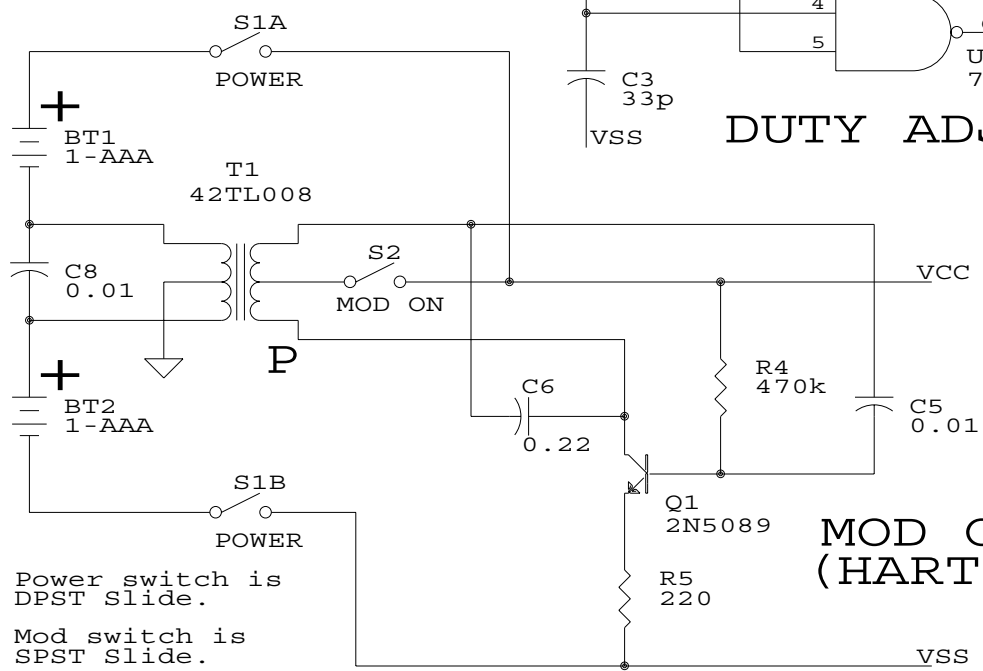 S1A
POWER
+
BT1
1-AAA
T1
42TL008
C8
0.01
S2
MOD ON
P
+
BT2
1-AAA
S1B
POWER
Power switch is
DPST Slide.
Mod switch is
SPST Slide.
4
5
C3
33p
VSS
DUTY
VCC
R4
470k
C5
0.01
C6
0.22
Q1
2N5089
R5
220
MOD
(HART
VSS